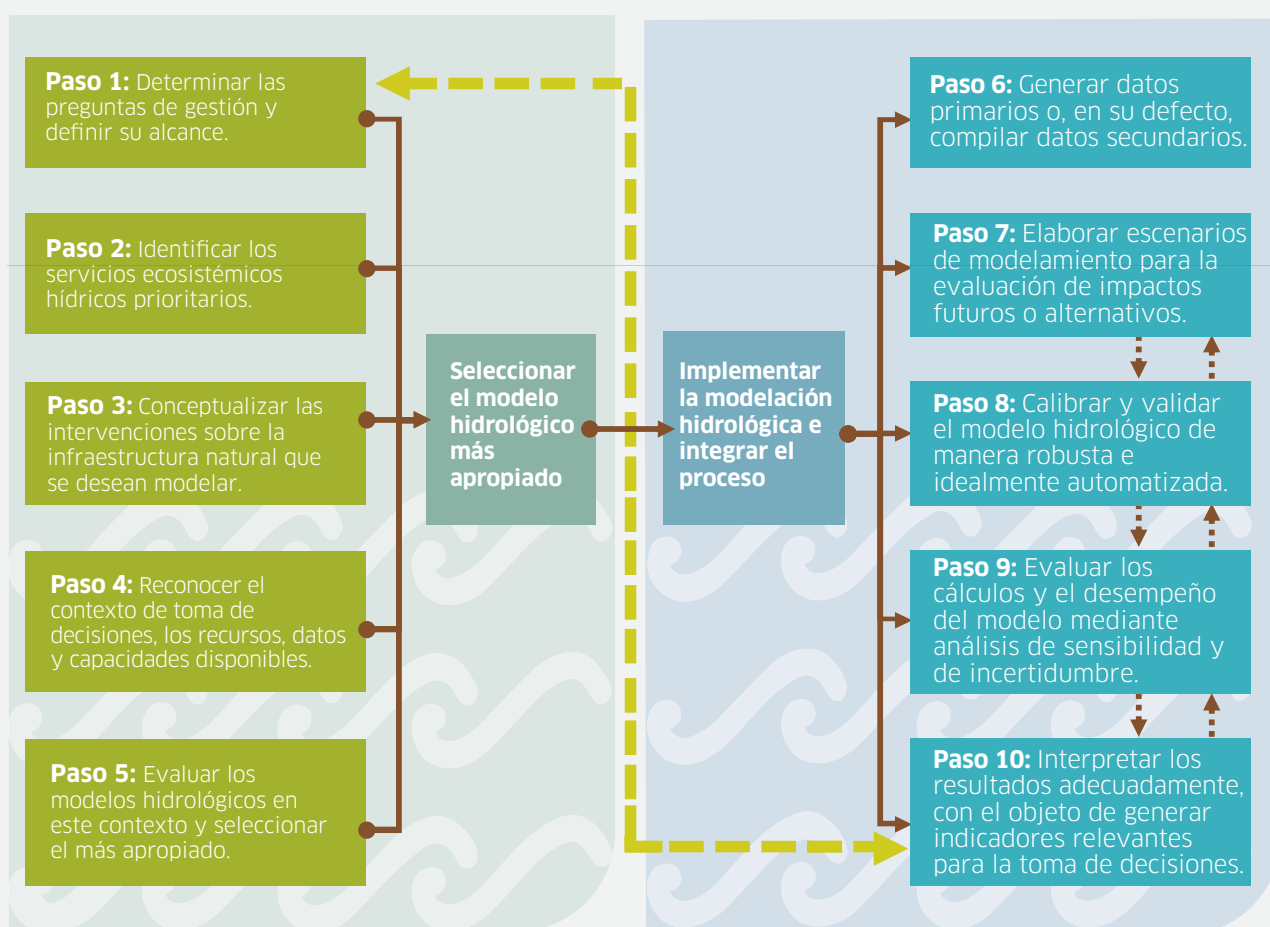 Paso 1: Determinar las
preguntas de gestión y
definir su alcance.
Paso 2: Identificar los
servicios ecosistémicos
hídricos prioritarios.
Paso 3: Conceptualizar las
intervenciones sobre la
infraestructura natural que
se desean modelar.
Paso 4: Reconocer el
contexto de toma de
decisiones, los recursos, datos
y capacidades disponibles.
Paso 5: Evaluar los
modelos hidrológicos en
este contexto y seleccionar
el más apropiado.
Seleccionar
el modelo
hidrológico
más
apropiado
Implementar
la modelación
hidrológica e
integrar el
proceso
Paso 6: Generar datos
primarios o, en su defecto,
compilar datos secundarios.
Paso 7: Elaborar escenarios
de modelamiento para la
evaluación de impactos
futuros o alternativos.
Paso 8: Calibrar y validar
el modelo hidrológico de
manera robusta e
idealmente automatizada.
Paso 9: Evaluar los
cálculos y el desempeño
del modelo mediante
análisis de sensibilidad y
de incertidumbre.
Paso 10: Interpretar los
resultados adecuadamente,
con el objeto de generar
indicadores relevantes
para la toma de decisiones.